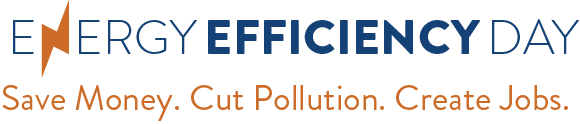 ENERGY EFFICIENCY DAY
Save Money. Cut Pollution. Create Jobs.